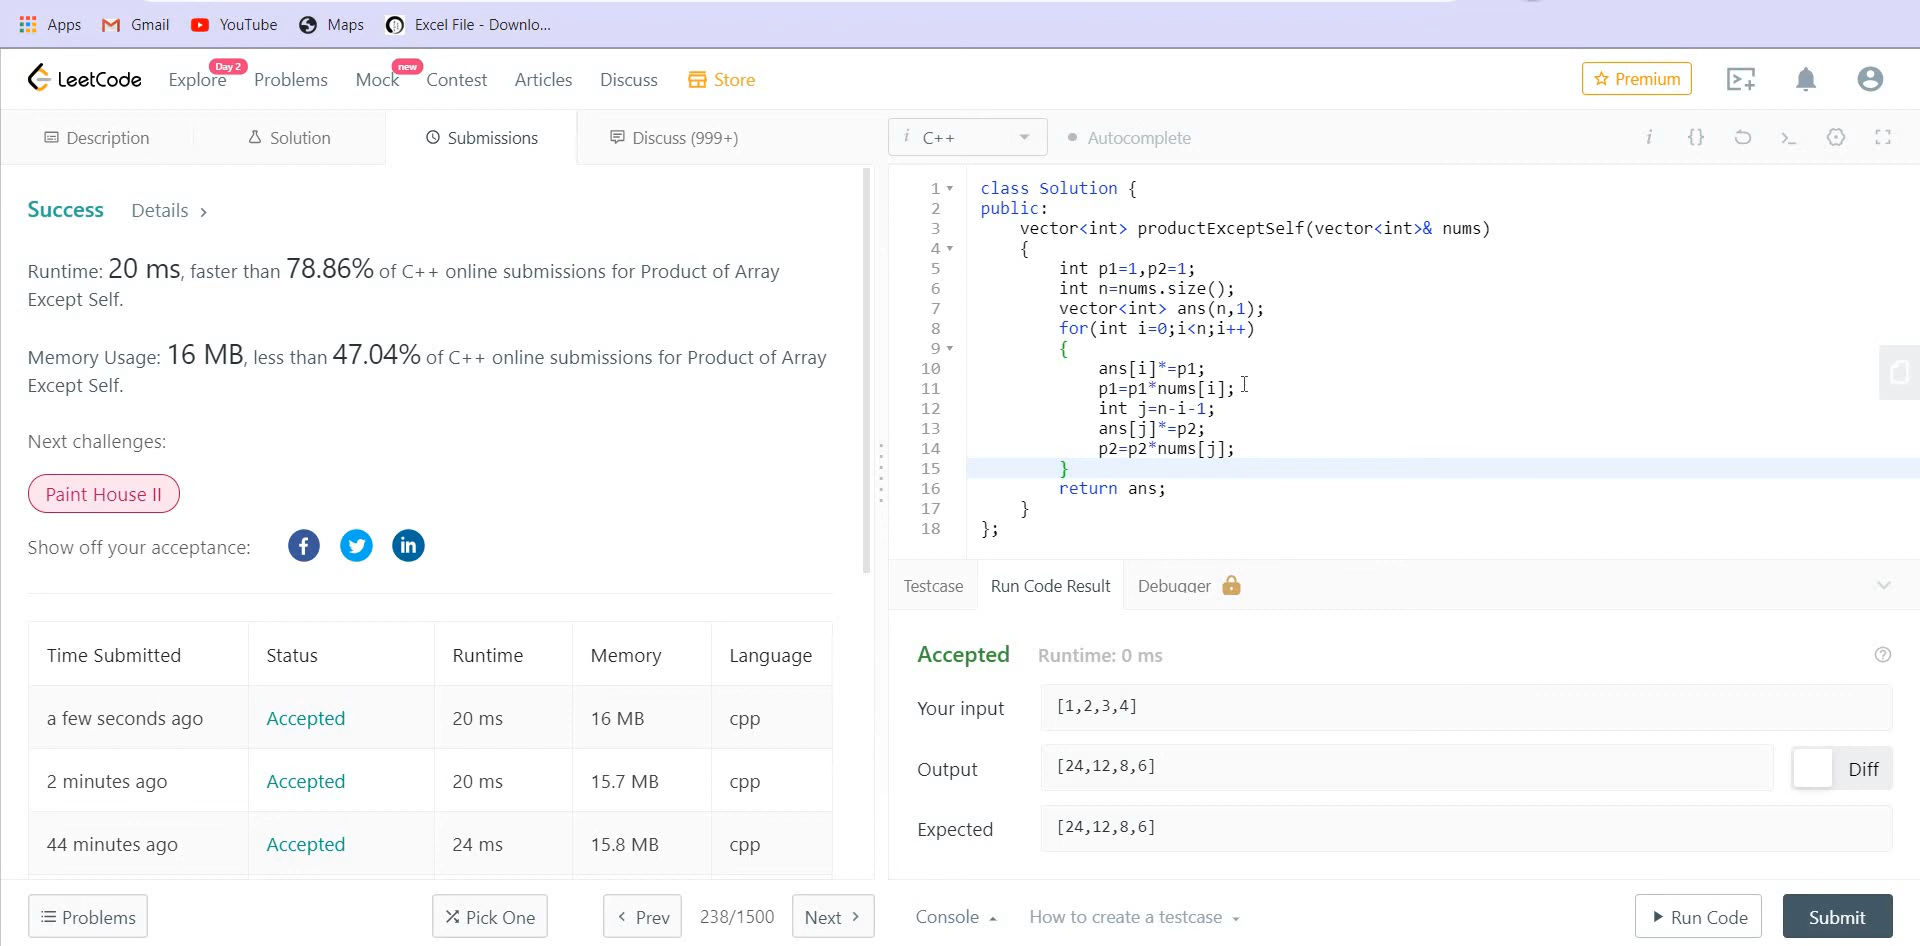 Apps Gmail YouTube Maps Excel File - Downlo...
LeetCode Explore Day 2 Problems Mock new Contest Articles Discuss Store Premium
Description Solution Submissions Discuss (999+)
i C++ Autocomplete i {} >_
Success Details >
Runtime: 20 ms, faster than 78.86% of C++ online submissions for Product of Array
Except Self.
Memory Usage: 16 MB, less than 47.04% of C++ online submissions for Product of Array
Except Self.
Next challenges:
Paint House II
Show off your acceptance:
Time Submitted Status Runtime Memory Language
a few seconds ago Accepted 20 ms 16 MB cpp
2 minutes ago Accepted 20 ms 15.7 MB cpp
44 minutes ago Accepted 24 ms 15.8 MB cpp
1 class Solution {
2 public:
3 vector<int> productExceptSelf(vector<int>& nums)
4 {
5 int p1=1,p2=1;
6 int n=nums.size();
7 vector<int> ans(n,1);
8 for(int i=0;i<n;i++)
9 {
10 ans[i]*=p1;
11 p1=p1*nums[i];
12 int j=n-i-1;
13 ans[j]*=p2;
14 p2=p2*nums[j];
15 }
16 return ans;
17 }
18 };
Testcase Run Code Result Debugger
Accepted Runtime: 0 ms
Your input [1,2,3,4]
Output [24,12,8,6] Diff
Expected [24,12,8,6]
Problems Pick One < Prev 238/1500 Next > Console How to create a testcase Run Code Submit